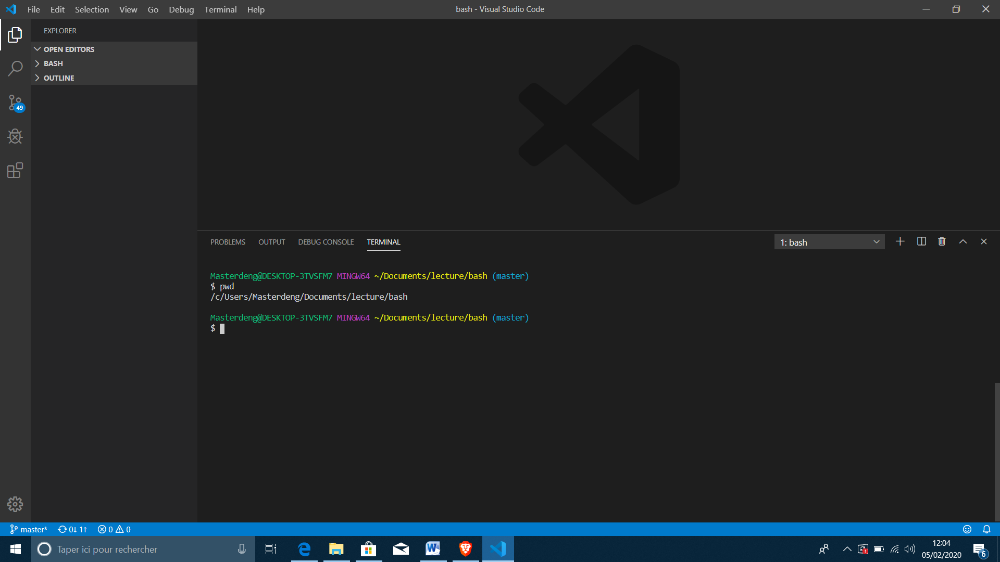 File Edit Selection View Go Debug Terminal Help
bash - Visual Studio Code
EXPLORER
OPEN EDITORS
BASH
OUTLINE
49
PROBLEMS OUTPUT DEBUG CONSOLE TERMINAL
1: bash
Masterdeng@DESKTOP-3TVSFM7 MINGW64 ~/Documents/lecture/bash (master)
$ pwd
/c/Users/Masterdeng/Documents/lecture/bash
Masterdeng@DESKTOP-3TVSFM7 MINGW64 ~/Documents/lecture/bash (master)
$
master* 0↓ 1↑ 0 0
Taper ici pour rechercher
12:04
05/02/2020
6